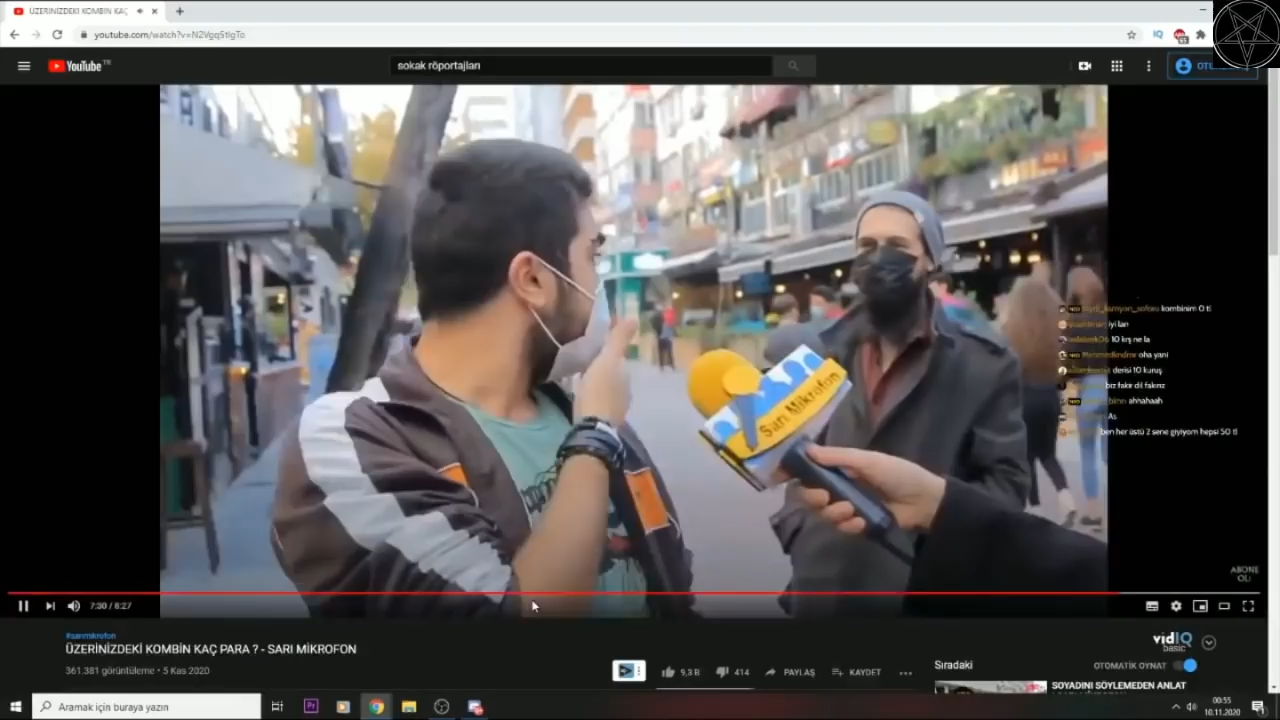 ÜZERİNİZDEKİ KOMBİN KAÇ
youtube.com/watch?v=N2VgqStlgTo
YouTube TR
sokak röportajları
Sarı Mikrofon
kombinim 0 tl
iyi lan
10 krş ne la
oha yani
derisi 10 kuruş
biz fakir dil fakiriz
ahhahaah
As
ben her üstü 2 sene giyiyom hepsi 50 tl
ABONE
OL!
7:30 / 8:27
#sarımikrofon
ÜZERİNİZDEKİ KOMBİN KAÇ PARA ? - SARI MİKROFON
361.381 görüntüleme • 5 Kas 2020
9,3 B 414 PAYLAŞ KAYDET
vidIQ
basic
Sıradaki
OTOMATİK OYNAT
SOYADINI SÖYLEMEDEN ANLAT
Aramak için buraya yazın
Pr
00:55
10.11.2020